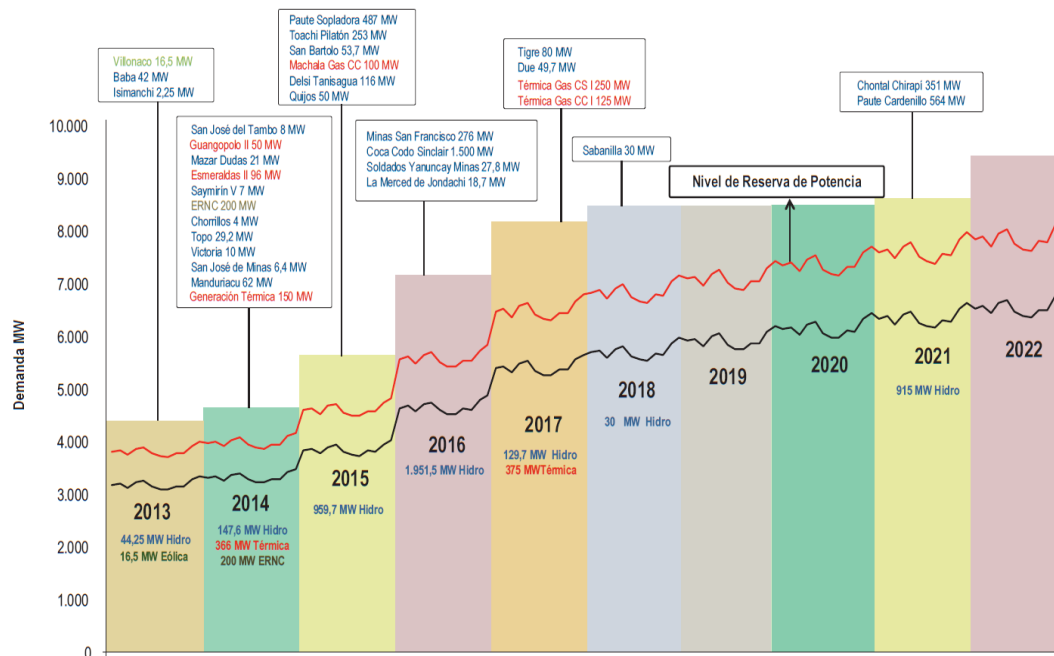 Villonaco 16,5 MW
Baba 42 MW
Isimanchi 2,25 MW
San José del Tambo 8 MW
Guangopolo II 50 MW
Mazar Dudas 21 MW
Esmeraldas II 96 MW
Saymirín V 7 MW
ERNC 200 MW
Chorrillos 4 MW
Topo 29,2 MW
Victoria 10 MW
San José de Minas 6,4 MW
Manduriacu 62 MW
Generación Térmica 150 MW
Paute Sopladora 487 MW
Toachi Pilatón 253 MW
San Bartolo 53,7 MW
Machala Gas CC 100 MW
Delsi Tanisagua 116 MW
Quijos 50 MW
Minas San Francisco 276 MW
Coca Codo Sinclair 1.500 MW
Soldados Yanuncay Minas 27,8 MW
La Merced de Jondachi 18,7 MW
Tigre 80 MW
Due 49,7 MW
Térmica Gas CS I 250 MW
Térmica Gas CC I 125 MW
Sabanilla 30 MW
Nivel de Reserva de Potencia
Chontal Chirapi 351 MW
Paute Cardenillo 564 MW
Demanda MW
10.000
9.000
8.000
7.000
6.000
5.000
4.000
3.000
2.000
1.000
0
2013
44,25 MW Hidro
16,5 MW Eólica
2014
147,6 MW Hidro
366 MW Térmica
200 MW ERNC
2015
959,7 MW Hidro
2016
1.951,5 MW Hidro
2017
129,7 MW Hidro
375 MWTérmica
2018
30 MW Hidro
2019
2020
2021
915 MW Hidro
2022